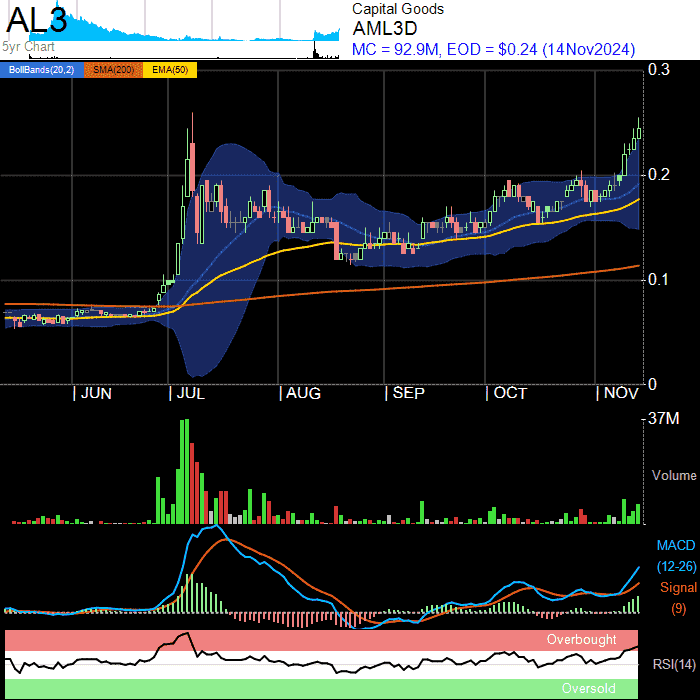 AL3
5yr Chart
Capital Goods
AML3D
MC = 92.9M, EOD = $0.24 (14Nov2024)
BollBands(20,2) SMA(200) EMA(50)
0.3
0.2
0.1
0
| JUN | JUL | AUG | SEP | OCT | NOV
37M
Volume
MACD
(12-26)
Signal
(9)
Overbought
RSI(14)
Oversold